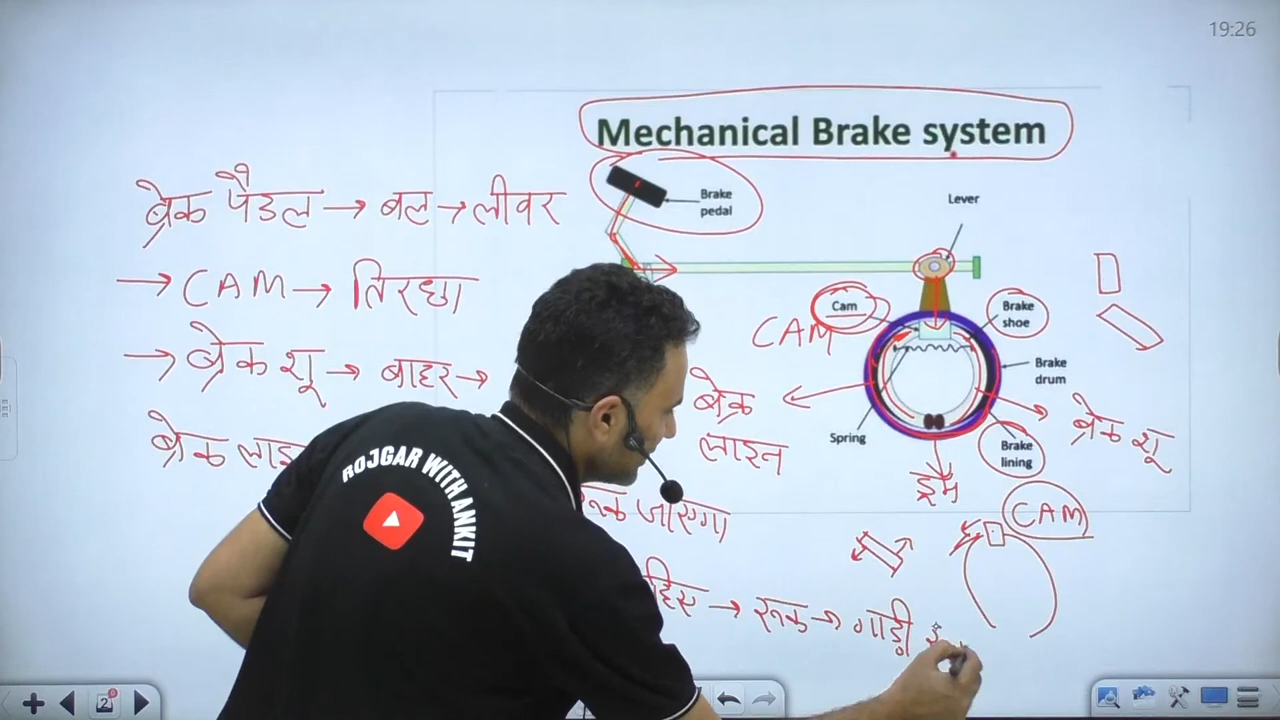 19:26
Mechanical Brake system
ब्रेक पैडल → बल → लीवर
→ CAM → तिरछा
→ ब्रेक शू → बाहर →
ब्रेक लाइ
Brake
pedal
Lever
Cam
CAM
Brake
shoe
Brake
drum
ब्रेक
लाइन
ब्रेक शू
Spring
Brake
lining
ड्रम
CAM
जाएगा
→ रूक → गाड़ी
ROJGAR WITH ANKIT
2